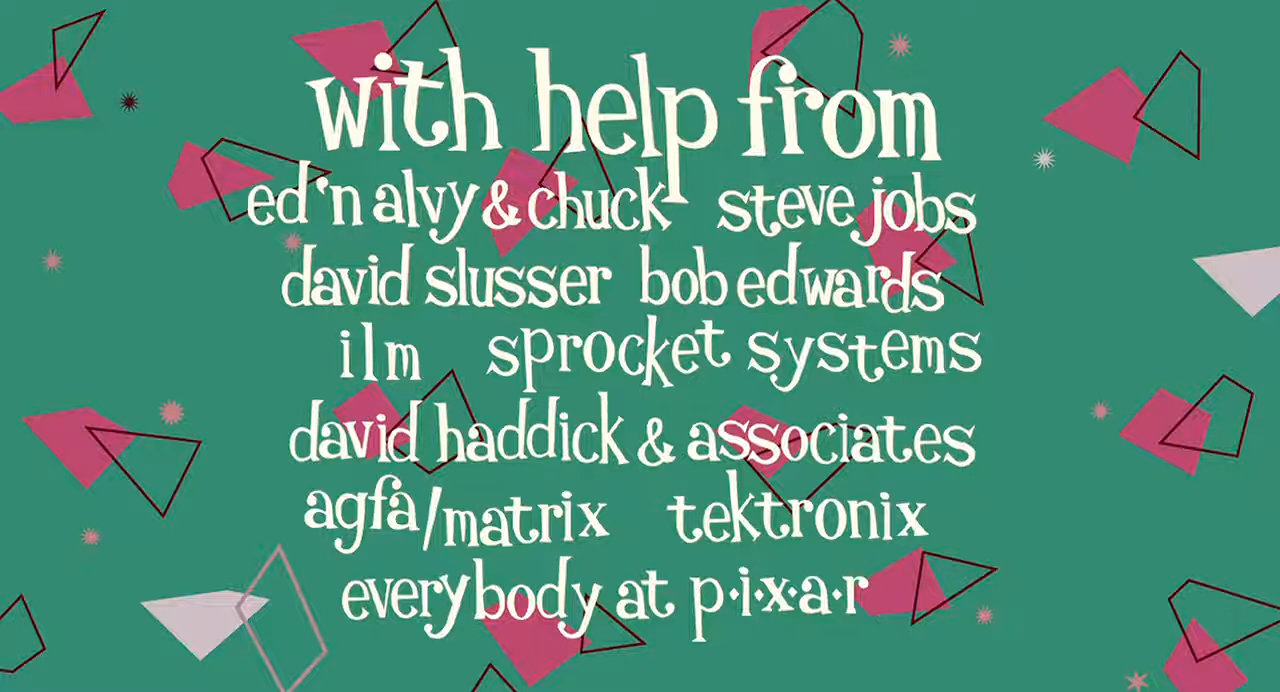 with help from
ed 'n alvy & chuck steve jobs
david slusser bob edwards
ilm sprocket systems
david haddick & associates
agfa/matrix tektronix
everybody at p·i·x·a·r